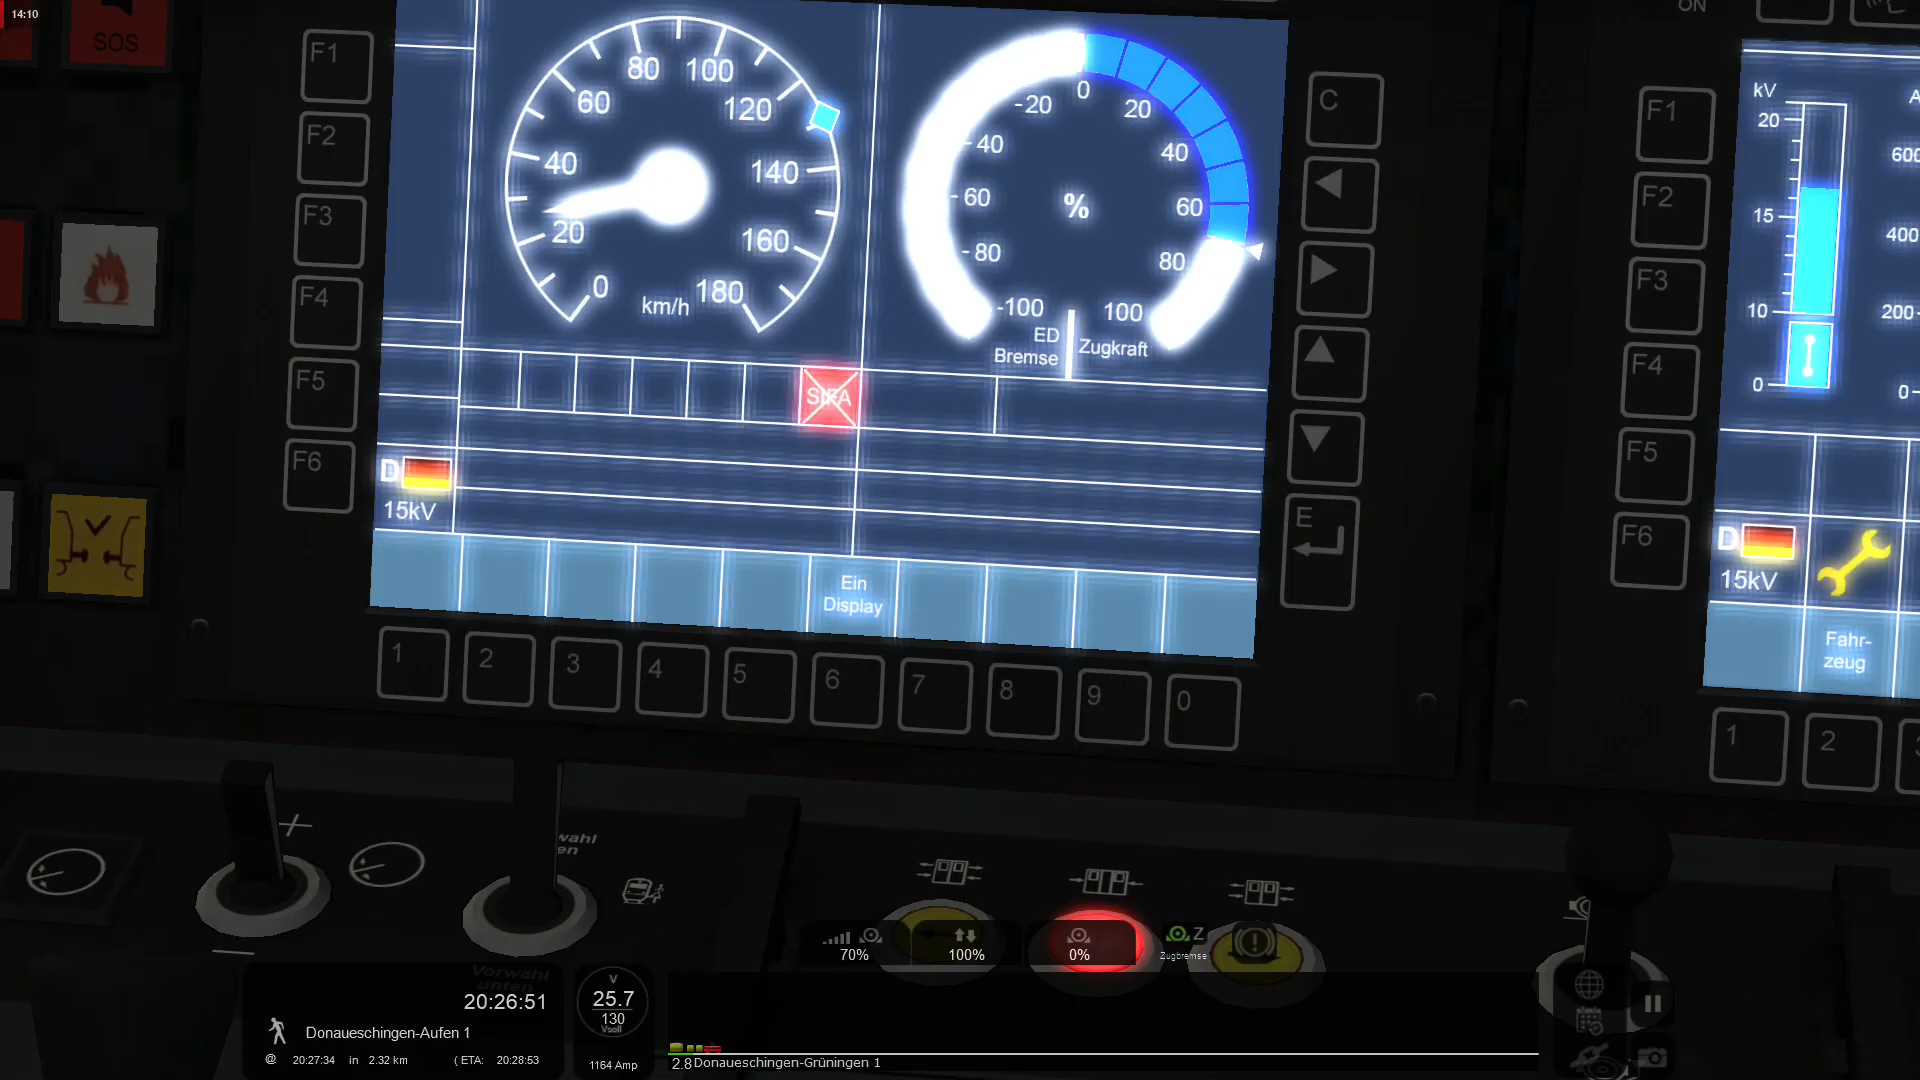 14:10
SOS
ON
F1
F2
F3
F4
F5
F6
0
20
40
60
80
100
120
140
160
180
km/h
-100
-80
-60
-40
-20
0
20
40
60
80
100
%
ED
Bremse
Zugkraft
SIFA
D
15kV
Ein
Display
C
E
1
2
3
4
5
6
7
8
9
0
F1
F2
F3
F4
F5
F6
kV
20
15
10
0
600
400
200
0
D
15kV
Fahr-
zeug
1
2
Vorwahl
unten
70%
100%
0%
Z
Zugbremse
20:26:51
Donaueschingen-Aufen 1
@ 20:27:34 in 2.32 km ( ETA: 20:28:53
V
25.7
130
Vsoll
1164 Amp
2.8 Donaueschingen-Grüningen 1